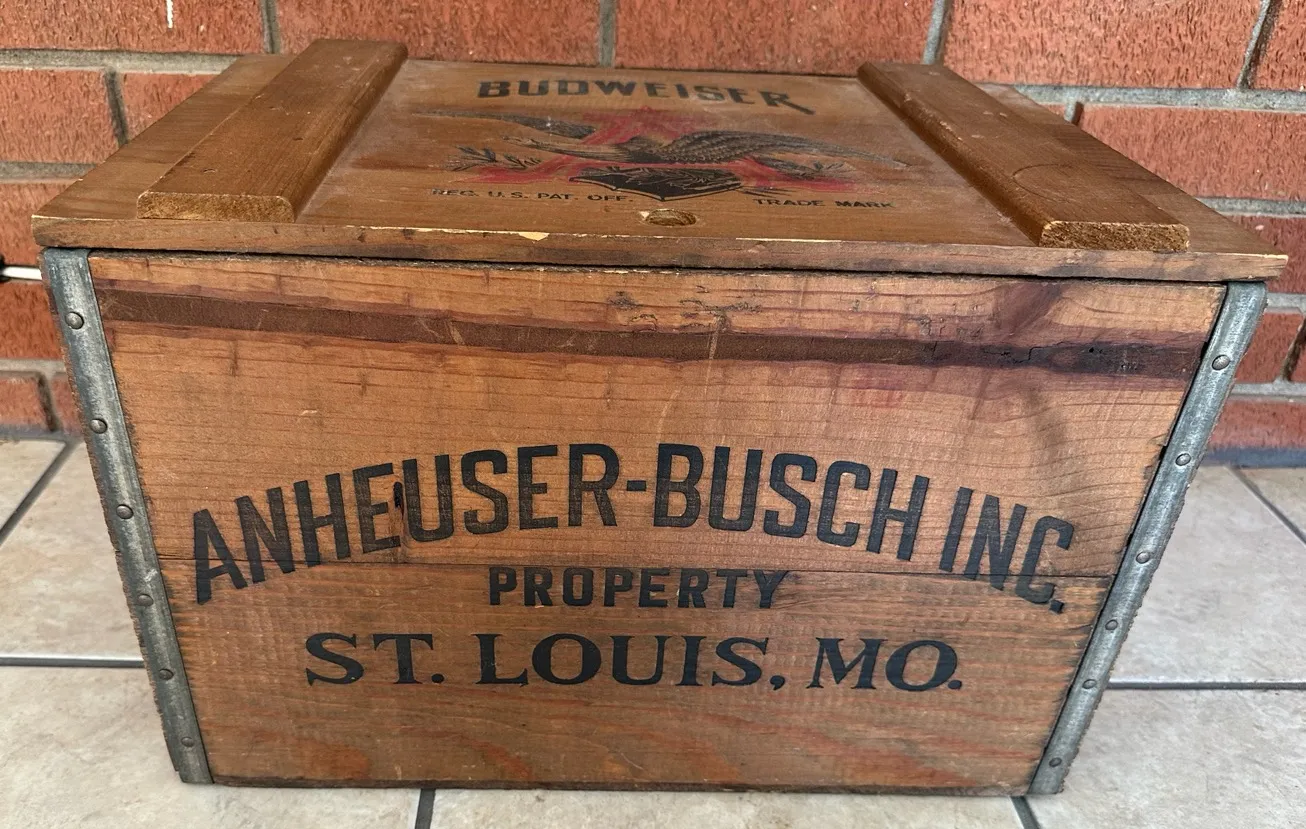 BUDWEISER
REG. U.S. PAT. OFF. TRADE MARK
ANHEUSER-BUSCH INC.
PROPERTY
ST. LOUIS, MO.